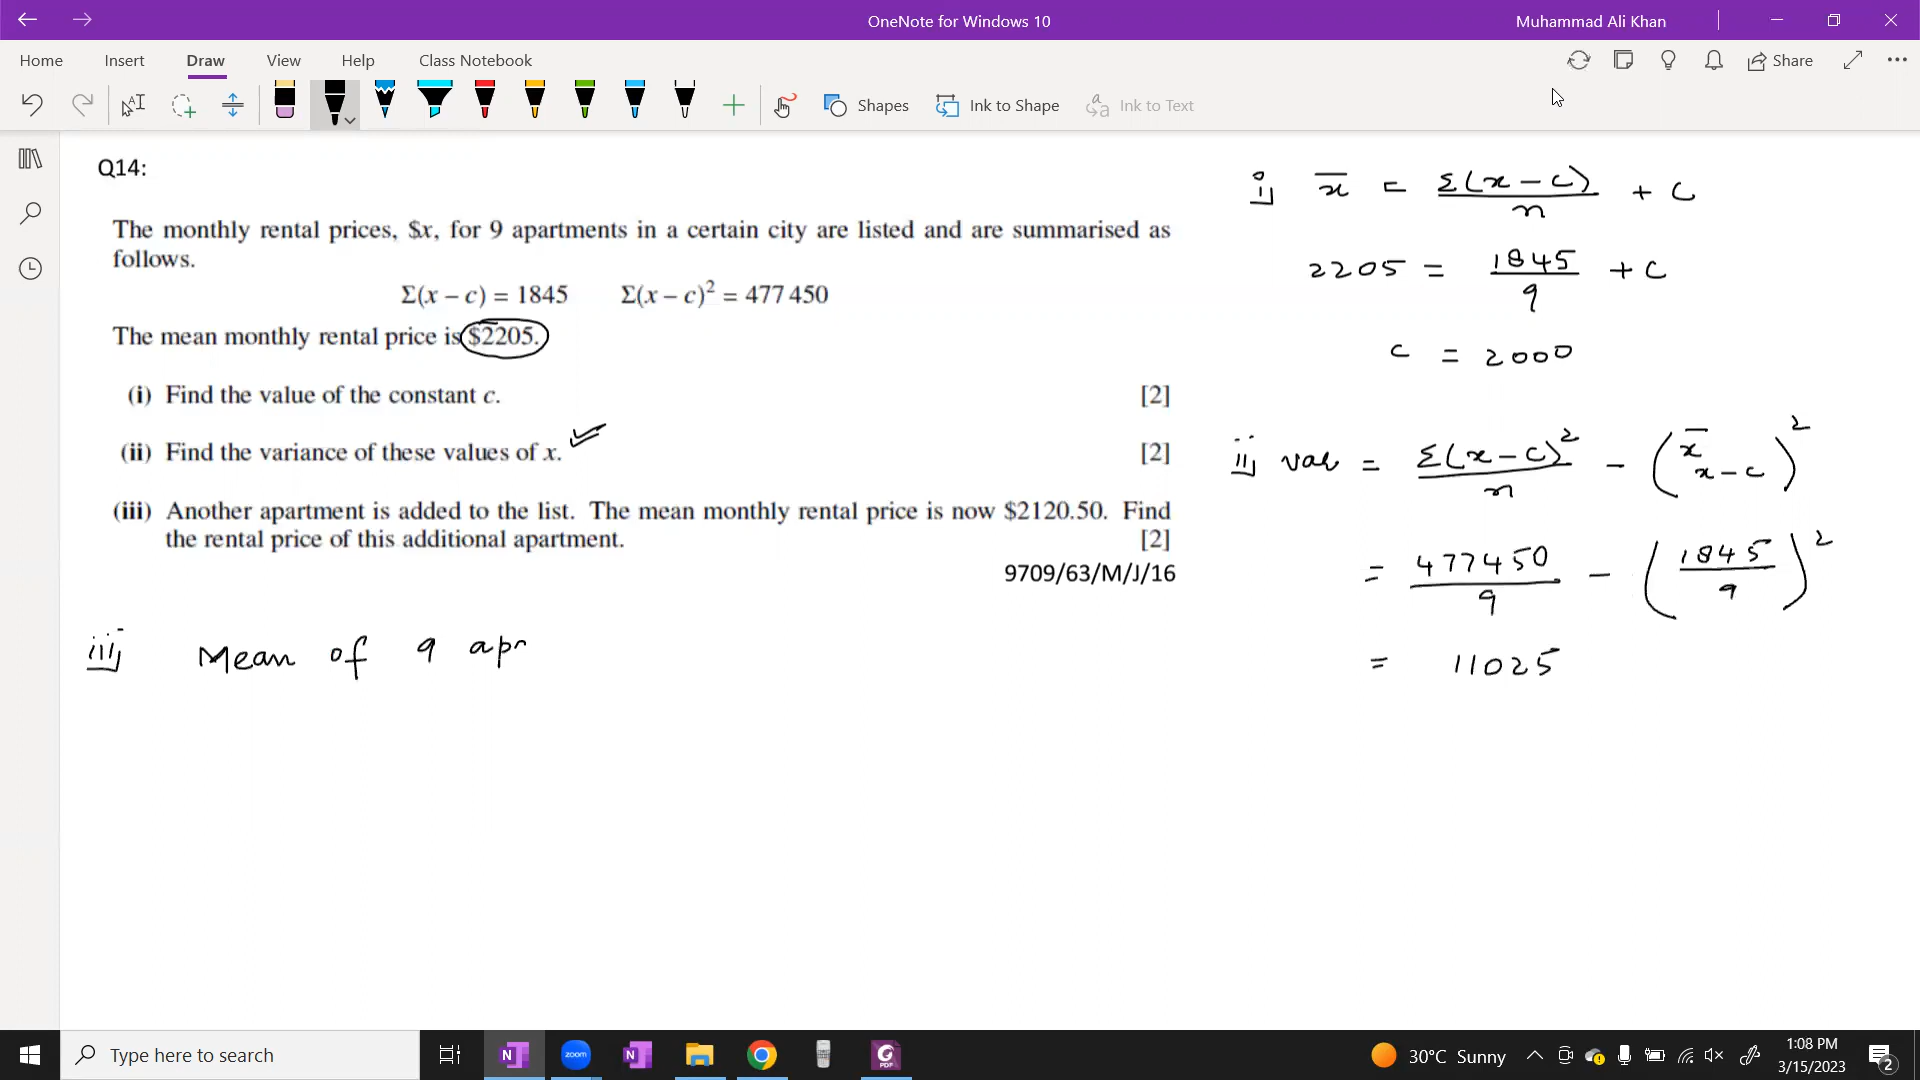 OneNote for Windows 10
Muhammad Ali Khan
Home Insert Draw View Help Class Notebook
Share
Shapes Ink to Shape Ink to Text
Q14:
The monthly rental prices, $x, for 9 apartments in a certain city are listed and are summarised as
follows.
Σ(x − c) = 1845 Σ(x − c)² = 477 450
The mean monthly rental price is $2205.
(i) Find the value of the constant c. [2]
(ii) Find the variance of these values of x. [2]
(iii) Another apartment is added to the list. The mean monthly rental price is now $2120.50. Find
the rental price of this additional apartment. [2]
9709/63/M/J/16
iii Mean of 9 apr
i x̄ = Σ(x − c)/n + c
2205 = 1845/9 + c
c = 2000
ii var = Σ(x − c)²/n − (x̄ x − c)²
= 477450/9 − (1845/9)²
= 11025
Type here to search
zoom
30°C Sunny
1:08 PM
3/15/2023
2